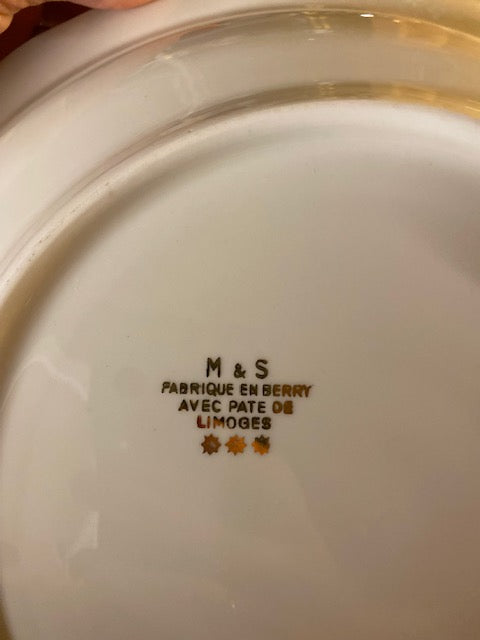 M & S
FABRIQUE EN BERRY
AVEC PATE DE
LIMOGES